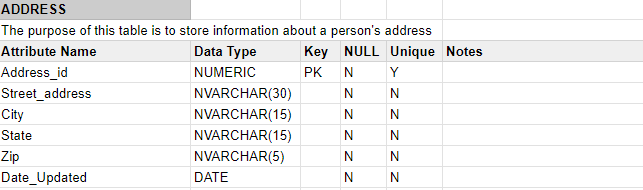 ADDRESS
The purpose of this table is to store information about a person's address
Attribute Name Data Type Key NULL Unique Notes
Address_id NUMERIC PK N Y
Street_address NVARCHAR(30) N N
City NVARCHAR(15) N N
State NVARCHAR(15) N N
Zip NVARCHAR(5) N N
Date_Updated DATE N N